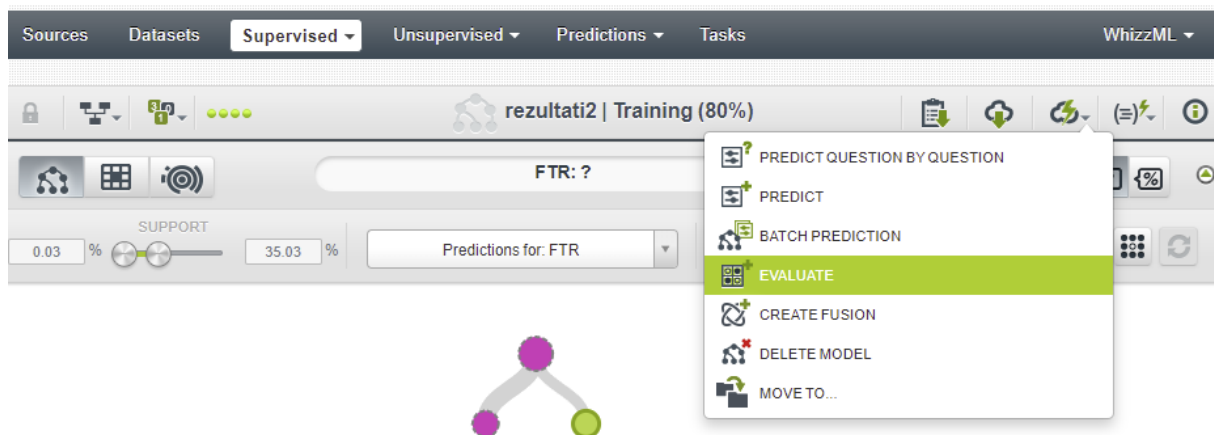 Sources Datasets Supervised Unsupervised Predictions Tasks WhizzML
rezultati2 | Training (80%)
FTR: ?
SUPPORT
0.03 % 35.03 %
Predictions for: FTR
PREDICT QUESTION BY QUESTION
PREDICT
BATCH PREDICTION
EVALUATE
CREATE FUSION
DELETE MODEL
MOVE TO...